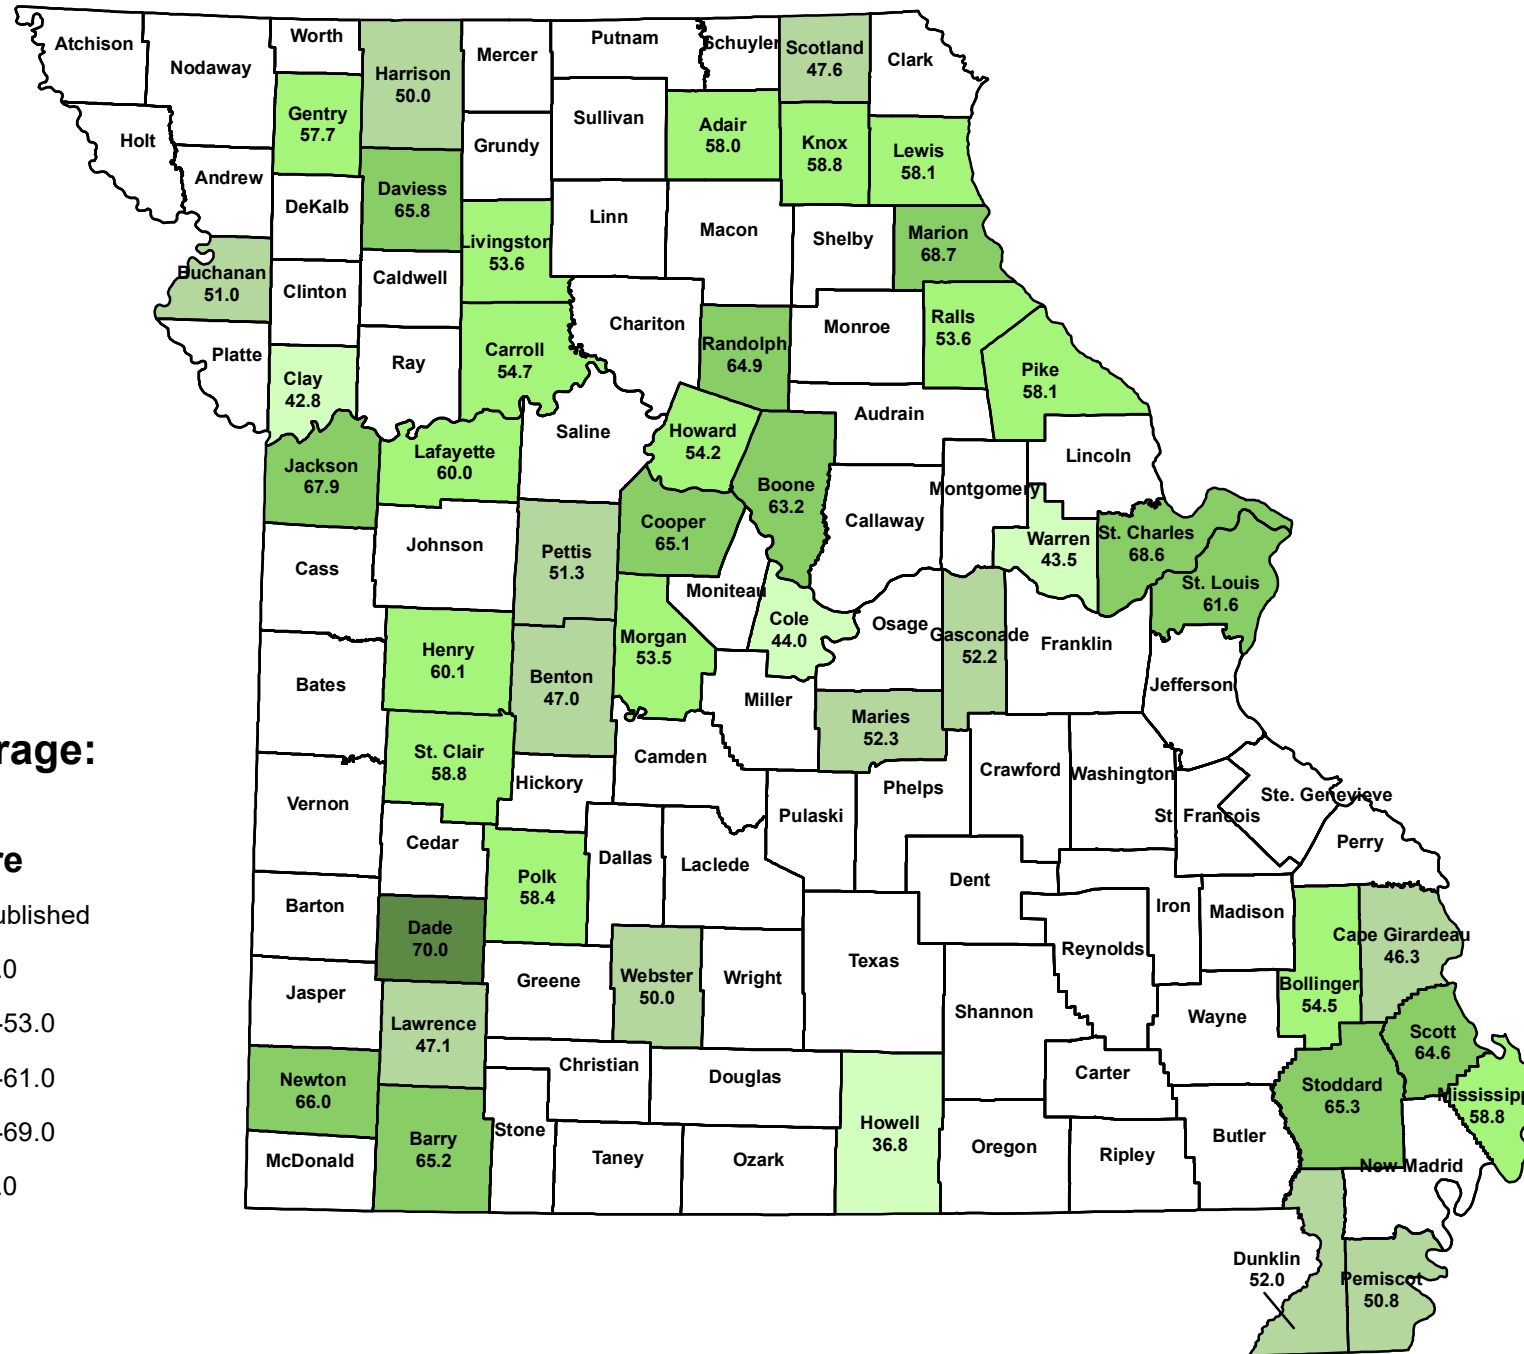 Atchison
Nodaway
Worth
Harrison
50.0
Mercer
Putnam
Schuyler
Scotland
47.6
Clark
Gentry
57.7
Holt
Sullivan
Adair
58.0
Knox
58.8
Lewis
58.1
Grundy
Andrew
DeKalb
Daviess
65.8
Linn
Macon
Shelby
Marion
68.7
Livingston
53.6
Buchanan
51.0
Clinton
Caldwell
Chariton
Randolph
64.9
Monroe
Ralls
53.6
Platte
Clay
42.8
Ray
Carroll
54.7
Pike
58.1
Audrain
Saline
Howard
54.2
Lafayette
60.0
Jackson
67.9
Lincoln
Boone
63.2
Montgomery
Callaway
Cooper
65.1
Warren
43.5
St. Charles
68.6
Johnson
Pettis
51.3
Cass
St. Louis
61.6
Moniteau
Cole
44.0
Osage
Gasconade
52.2
Franklin
Morgan
53.5
Henry
60.1
Benton
47.0
Bates
Jefferson
Miller
Maries
52.3
rage:
St. Clair
58.8
Camden
Hickory
Crawford
Washington
Phelps
Ste. Genevieve
Vernon
Pulaski
St. Francois
Perry
Cedar
Dallas
Laclede
re
Polk
58.4
Dent
Barton
Iron
Madison
ublished
Dade
70.0
Cape Girardeau
46.3
Reynolds
Texas
.0
Greene
Webster
50.0
Wright
Bollinger
54.5
Jasper
Shannon
Wayne
-53.0
Lawrence
47.1
Scott
64.6
Christian
Douglas
Carter
-61.0
Newton
66.0
Stoddard
65.3
Mississipp
58.8
Howell
36.8
Stone
-69.0
Barry
65.2
Butler
Oregon
Ripley
McDonald
Taney
Ozark
New Madrid
.0
Dunklin
52.0
Pemiscot
50.8